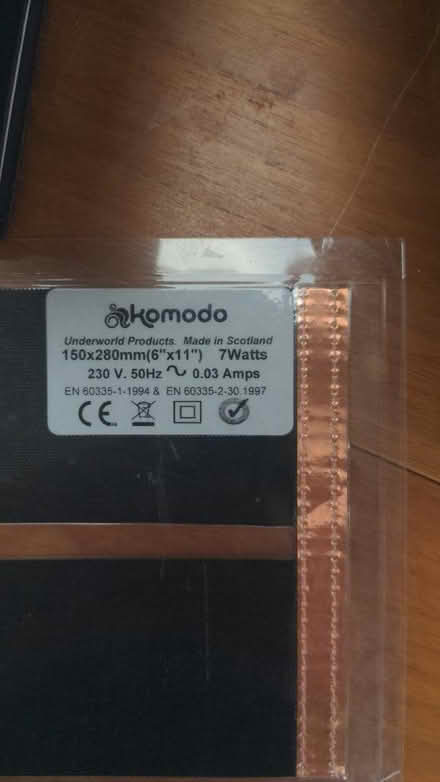 komodo
Underworld Products. Made in Scotland
150x280mm(6"x11") 7Watts
230 V. 50Hz ~ 0.03 Amps
EN 60335-1-1994 & EN 60335-2-30.1997
CE